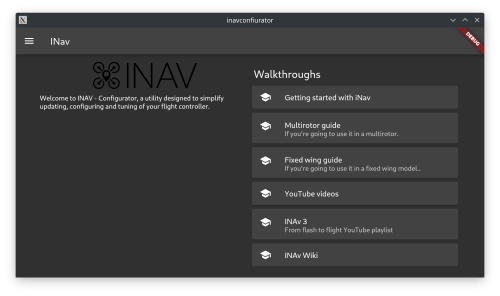 inavconfiurator
INav
DEBUG
INAV
Welcome to INAV - Configurator, a utility designed to simplify
updating, configuring and tuning of your flight controller.
Walkthroughs
Getting started with iNav
Multirotor guide
If you're going to use it in a multirotor.
Fixed wing guide
If you're going to use it in a fixed wing model..
YouTube videos
INAv 3
From flash to flight YouTube playlist
INAv Wiki